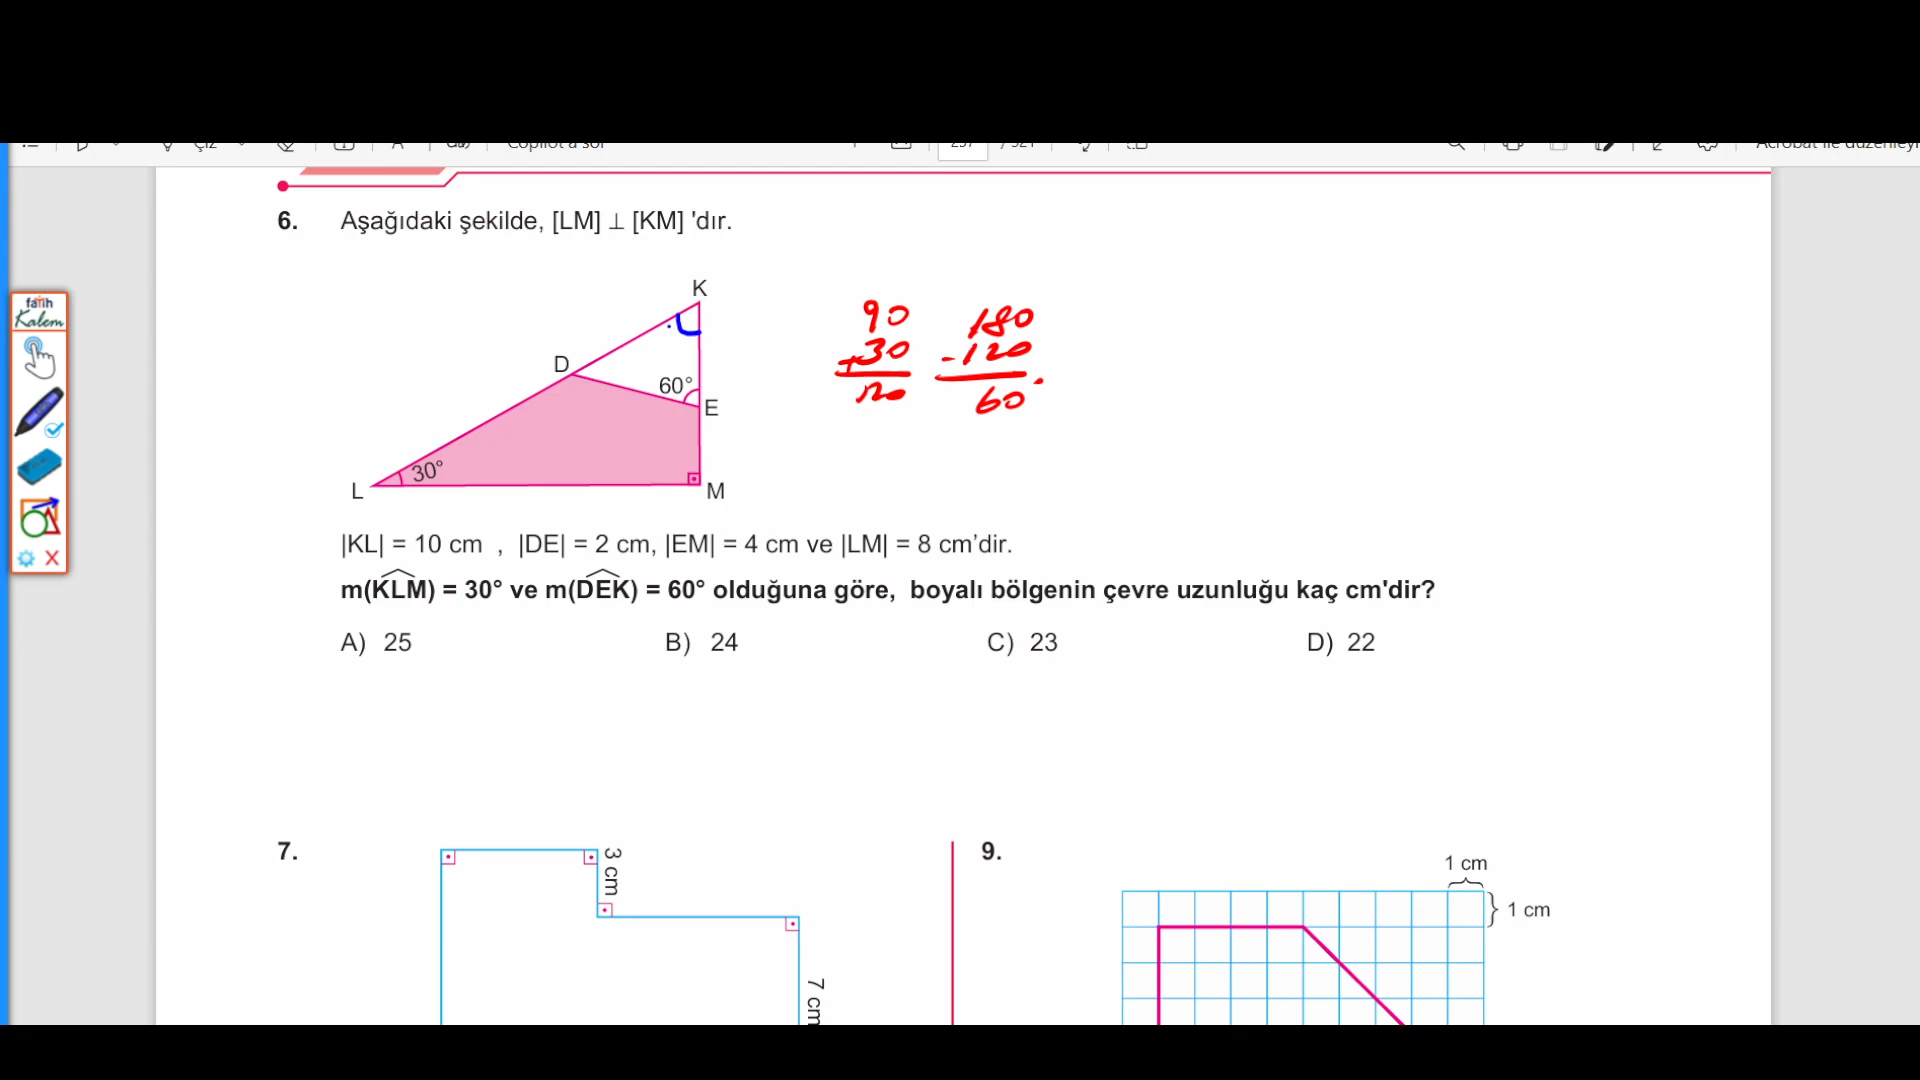 6. Aşağıdaki şekilde, [LM] ⊥ [KM] 'dır.
K
D
60°
E
30°
L
M
90
+30
120
180
-120
60
fatih
Kalem
|KL| = 10 cm , |DE| = 2 cm, |EM| = 4 cm ve |LM| = 8 cm’dir.
m(KLM) = 30° ve m(DEK) = 60° olduğuna göre, boyalı bölgenin çevre uzunluğu kaç cm'dir?
A) 25 B) 24 C) 23 D) 22
7.
3 cm
7 cm
9.
1 cm
1 cm